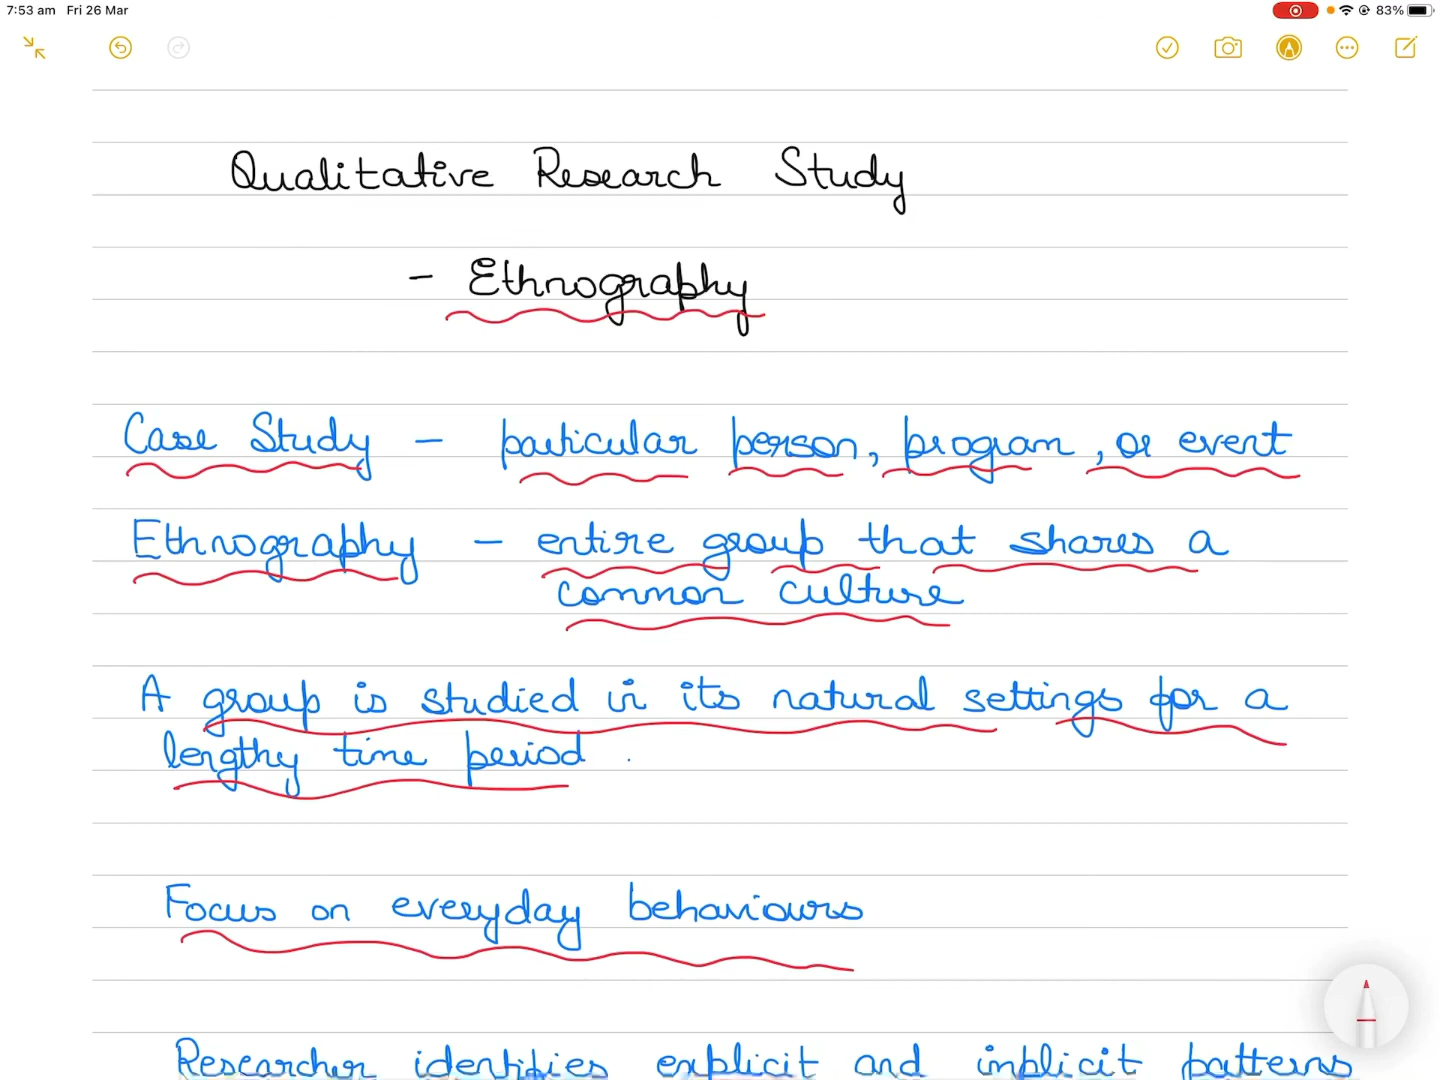 7:53 am Fri 26 Mar 83%
Qualitative Research Study
- Ethnography
Case Study - particular person, program, or event
Ethnography - entire group that shares a
common culture
A group is studied in its natural settings for a
lengthy time period.
Focus on everyday behaviours
Researcher identifies explicit and implicit patterns